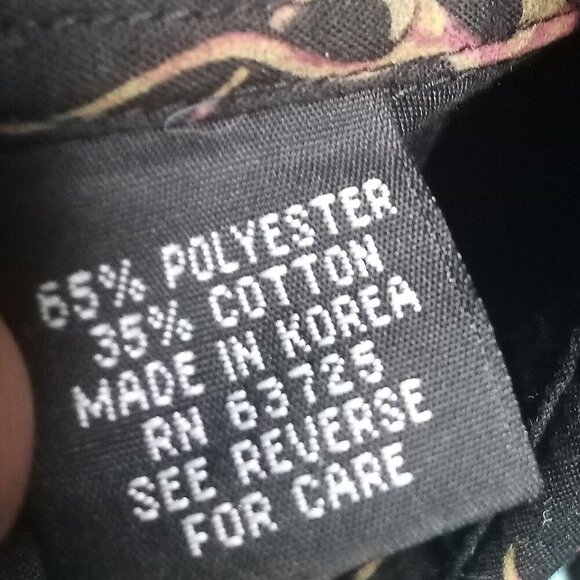 65% POLYESTER
35% COTTON
MADE IN KOREA
RN 63725
SEE REVERSE
FOR CARE